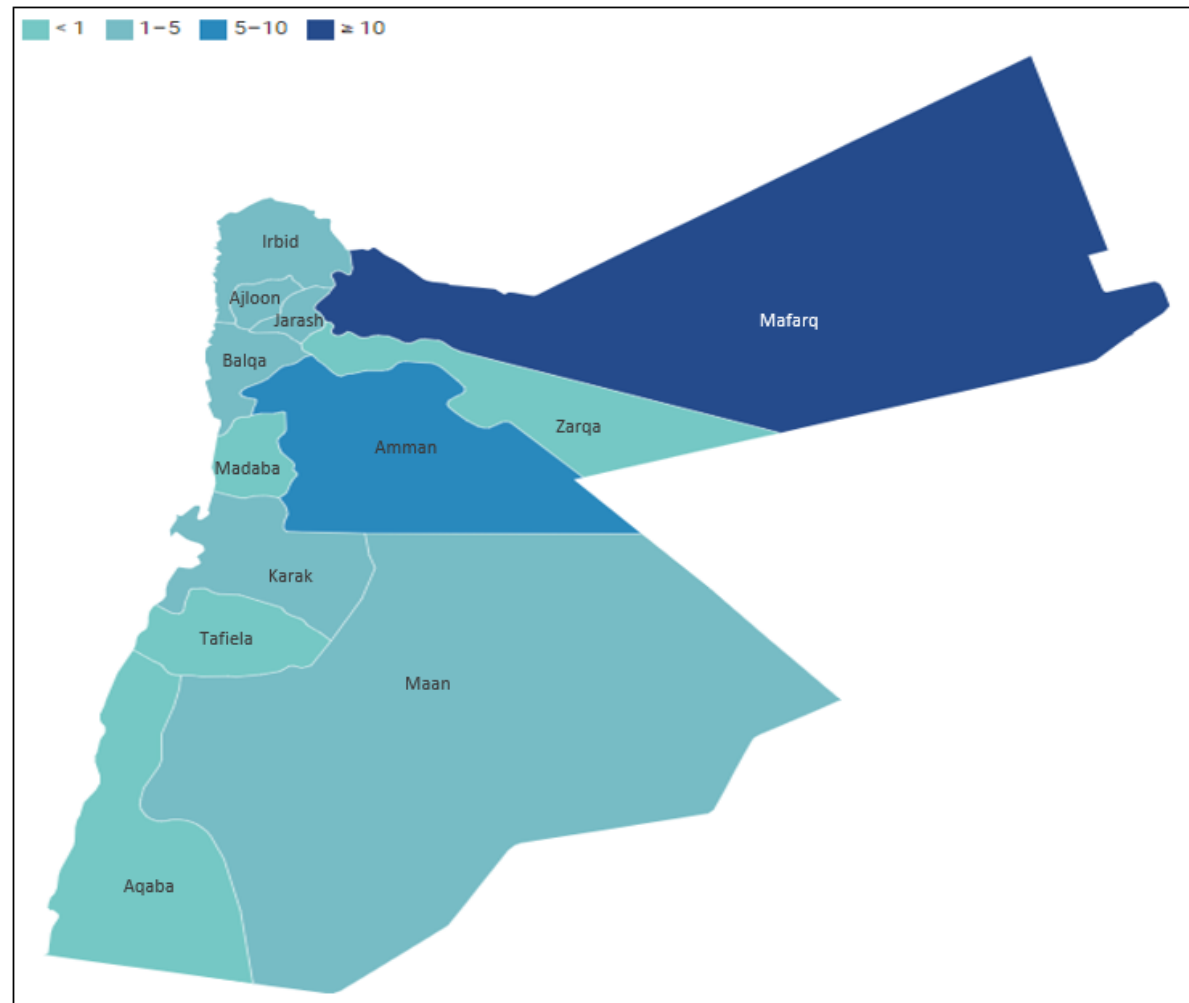 < 1 1–5 5–10 ≥ 10
Irbid
Ajloon
Jarash
Mafarq
Balqa
Zarqa
Amman
Madaba
Karak
Tafiela
Maan
Aqaba